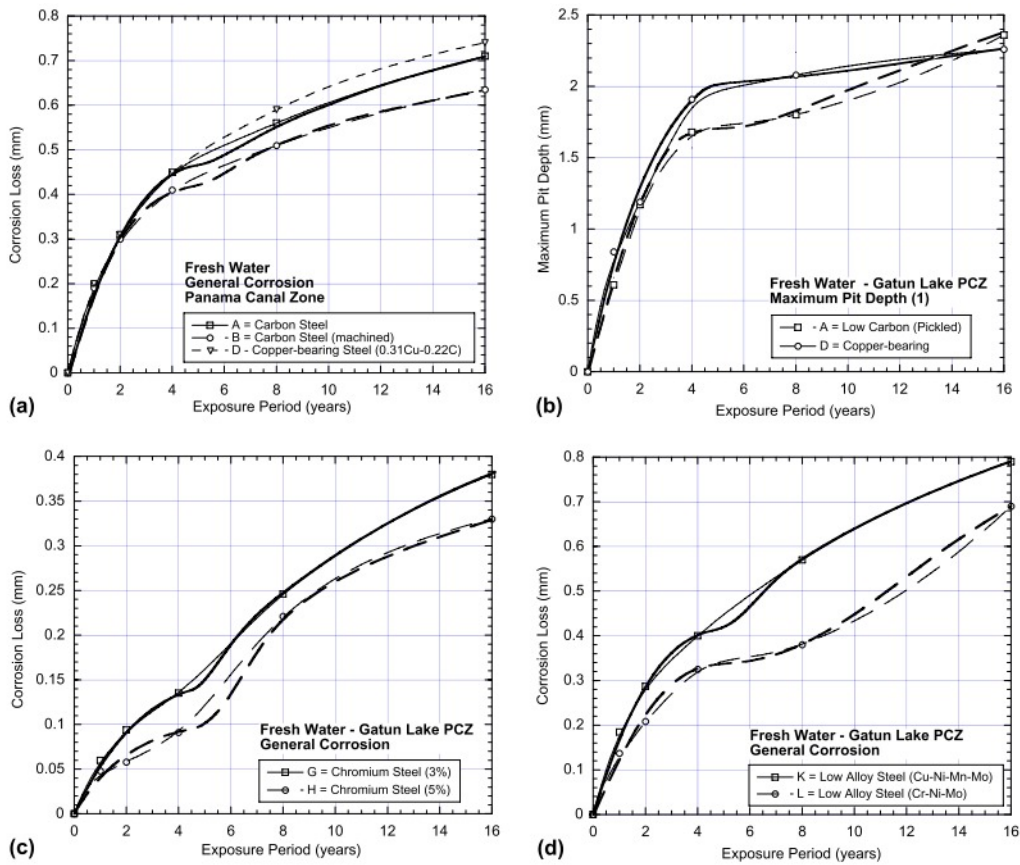 0.8
0.7
0.6
0.5
0.4
0.3
0.2
0.1
0
Corrosion Loss (mm)
Fresh Water
General Corrosion
Panama Canal Zone
A = Carbon Steel
- B = Carbon Steel (machined)
- D - Copper-bearing Steel (0.31Cu-0.22C)
0 2 4 6 8 10 12 14 16
Exposure Period (years)
(a)
2.5
2
1.5
1
0.5
0
Maximum Pit Depth (mm)
Fresh Water - Gatun Lake PCZ
Maximum Pit Depth (1)
- A = Low Carbon (Pickled)
D = Copper-bearing
0 2 4 6 8 10 12 14 16
Exposure Period (years)
(b)
0.4
0.35
0.3
0.25
0.2
0.15
0.1
0.05
0
Corrosion Loss (mm)
Fresh Water - Gatun Lake PCZ
General Corrosion
G = Chromium Steel (3%)
- H = Chromium Steel (5%)
0 2 4 6 8 10 12 14 16
Exposure Period (years)
(c)
0.8
0.7
0.6
0.5
0.4
0.3
0.2
0.1
0
Corrosion Loss (mm)
Fresh Water - Gatun Lake PCZ
General Corrosion
K = Low Alloy Steel (Cu-Ni-Mn-Mo)
- L = Low Alloy Steel (Cr-Ni-Mo)
0 2 4 6 8 10 12 14 16
Exposure Period (years)
(d)